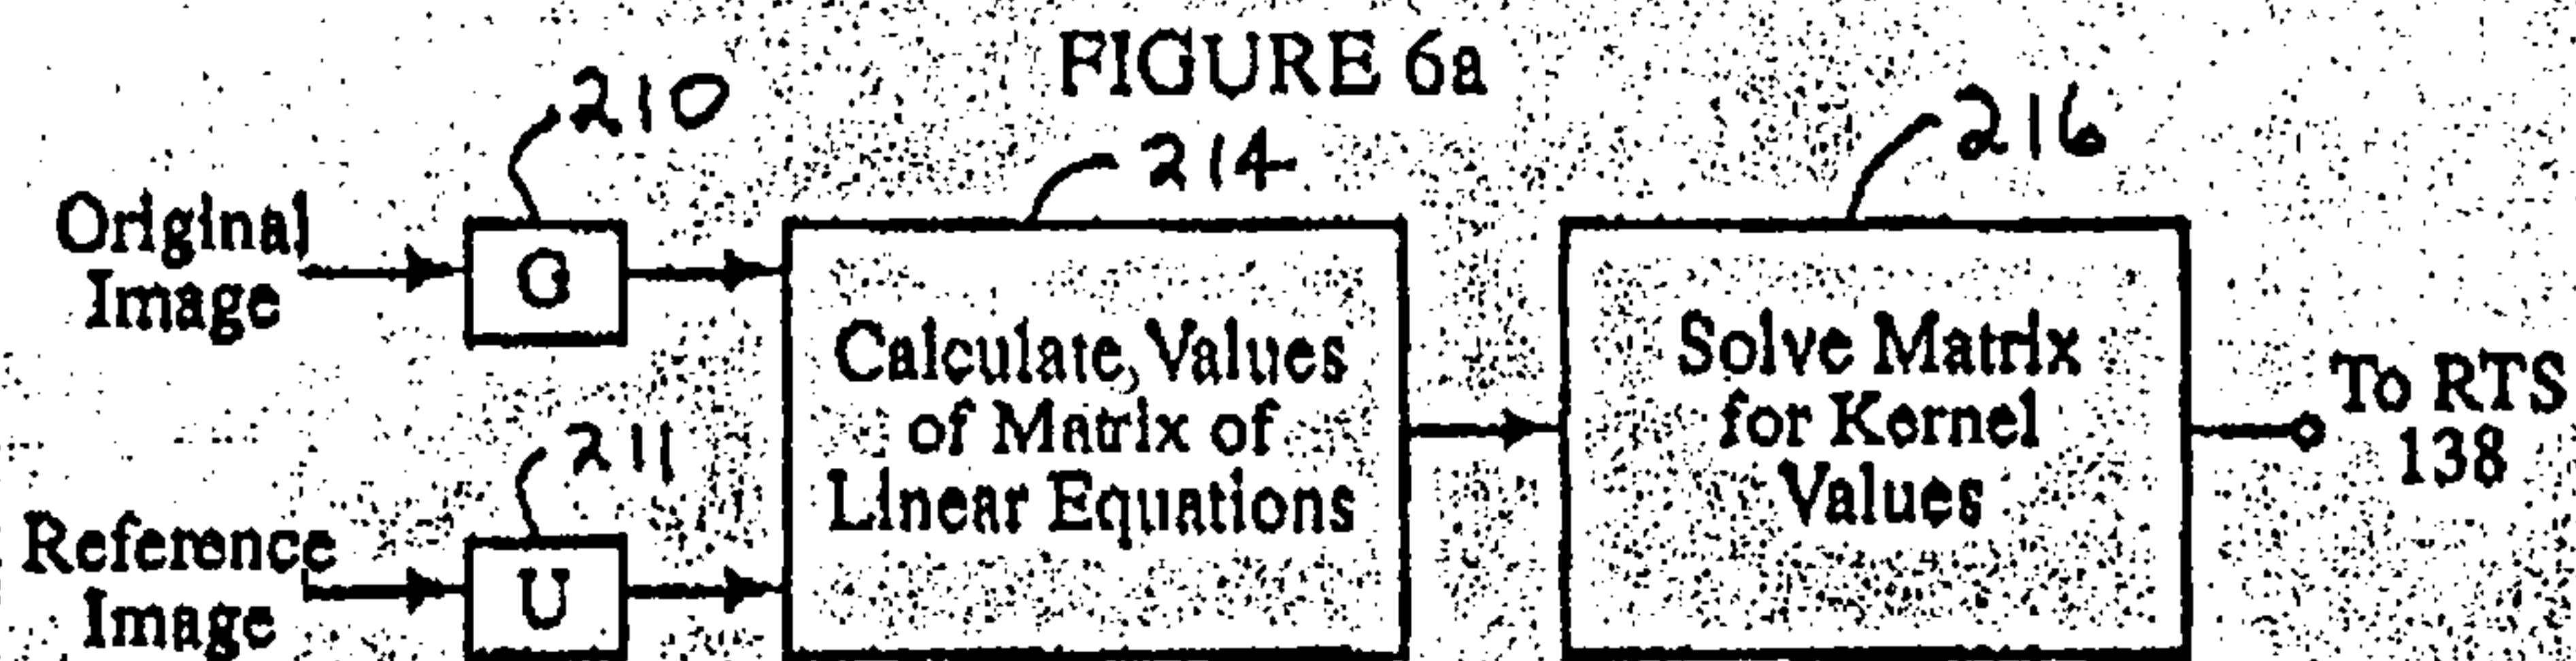 FIGURE 6a
210
214
216
Original
Image
O
Calculate Values
of Matrix of
Linear Equations
Solve Matrix
for Kernel
Values
To RTS
138
211
Reference
Image
U